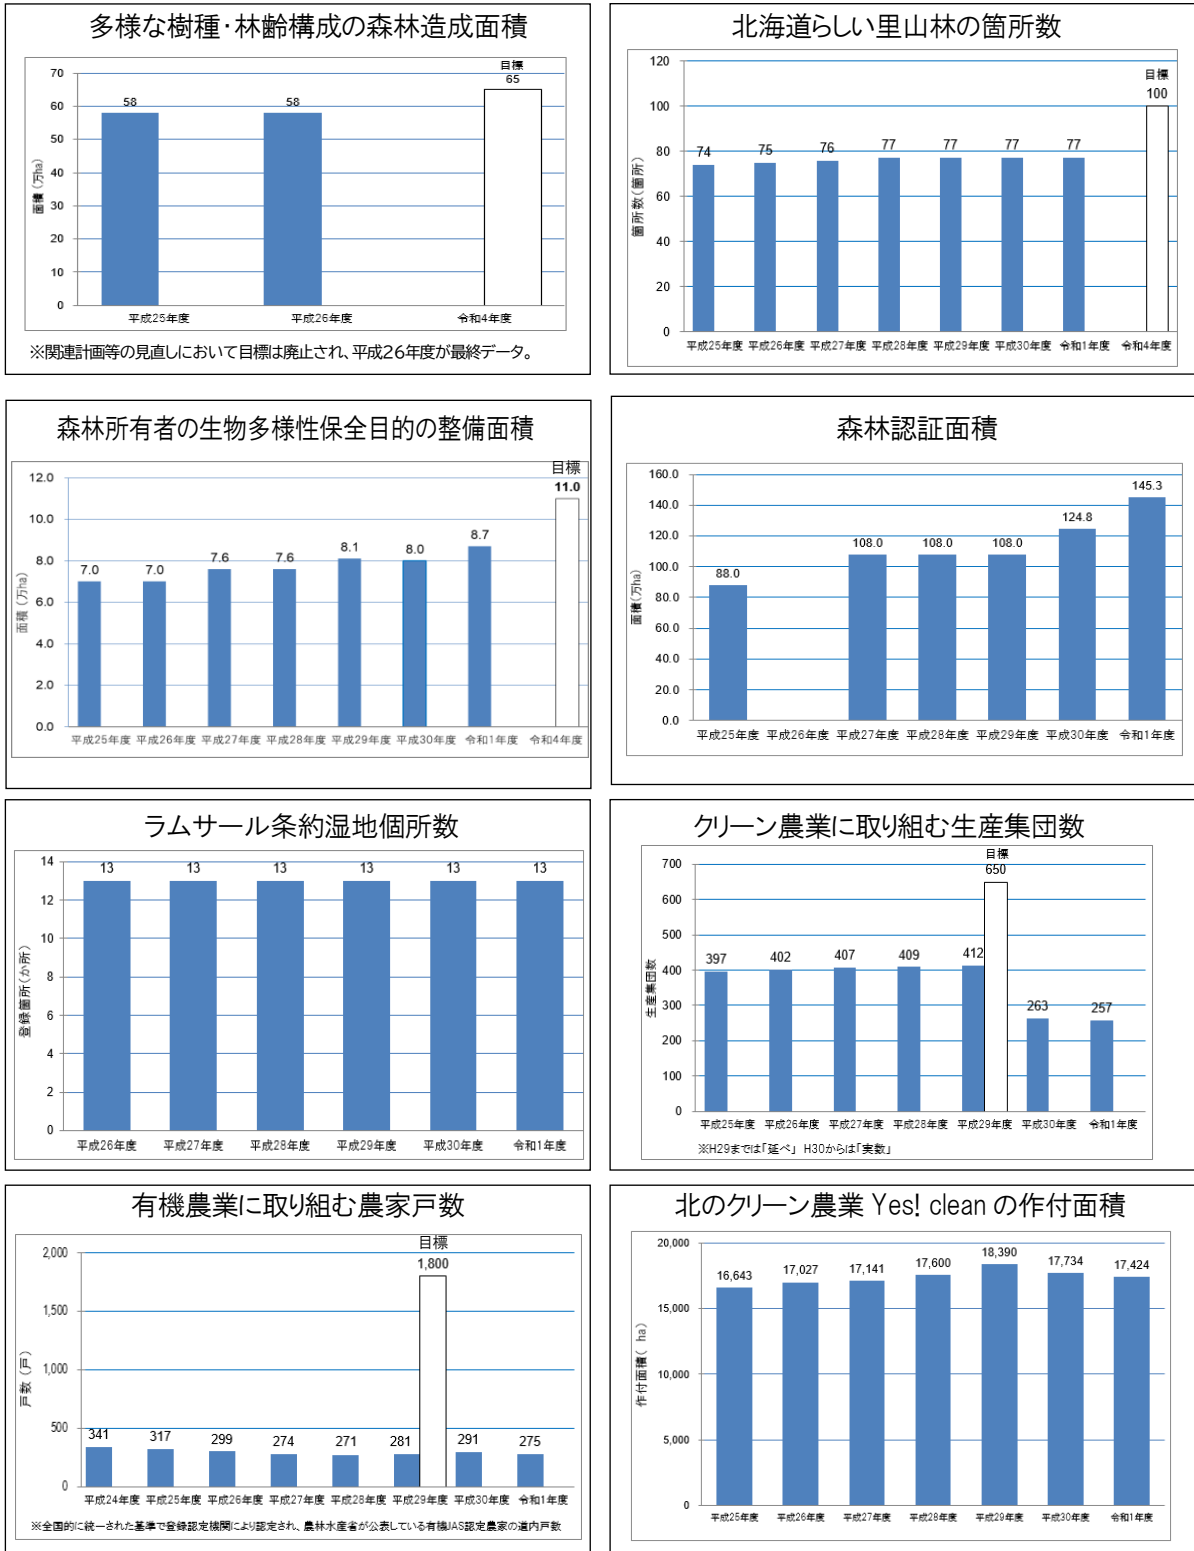 多様な樹種・林齢構成の森林造成面積
目標
70
60
50
40
30
20
10
0
面積（万ha)
58
58
65
平成25年度
平成26年度
令和4年度
※関連計画等の見直しにおいて目標は廃止され、平成26年度が最終データ。
北海道らしい里山林の箇所数
120
100
80
60
40
20
0
箇所数(箇所)
目標
74
75
76
77
77
77
77
100
平成25年度
平成26年度
平成27年度
平成28年度
平成29年度
平成30年度
令和1年度
令和4年度
森林所有者の生物多様性保全目的の整備面積
12.0
10.0
8.0
6.0
4.0
2.0
0.0
面積（万ha）
目標
7.0
7.0
7.6
7.6
8.1
8.0
8.7
11.0
平成25年度
平成26年度
平成27年度
平成28年度
平成29年度
平成30年度
令和1年度
令和4年度
森林認証面積
160.0
140.0
120.0
100.0
80.0
60.0
40.0
20.0
0.0
面積(万ha)
88.0
108.0
108.0
108.0
124.8
145.3
平成25年度
平成26年度
平成27年度
平成28年度
平成29年度
平成30年度
令和1年度
ラムサール条約湿地個所数
14
12
10
8
6
4
2
0
登録箇所(か所)
13
13
13
13
13
13
平成26年度
平成27年度
平成28年度
平成29年度
平成30年度
令和1年度
クリーン農業に取り組む生産集団数
目標
700
600
500
400
300
200
100
0
生産集団数
397
402
407
409
412
650
263
257
平成25年度
平成26年度
平成27年度
平成28年度
平成29年度
平成30年度
令和1年度
※H29までは「延べ」 H30からは「実数」
有機農業に取り組む農家戸数
目標
2,000
1,500
1,000
500
0
戸数（戸）
341
317
299
274
271
281
1,800
291
275
平成24年度
平成25年度
平成26年度
平成27年度
平成28年度
平成29年度
平成30年度
令和1年度
※全国的に統一された基準で登録認定機関により認定され、農林水産省が公表している有機JAS認定農家の道内戸数
北のクリーン農業 Yes! clean の作付面積
20,000
15,000
10,000
5,000
0
作付面積( ha)
16,643
17,027
17,141
17,600
18,390
17,734
17,424
平成25年度
平成26年度
平成27年度
平成28年度
平成29年度
平成30年度
令和1年度